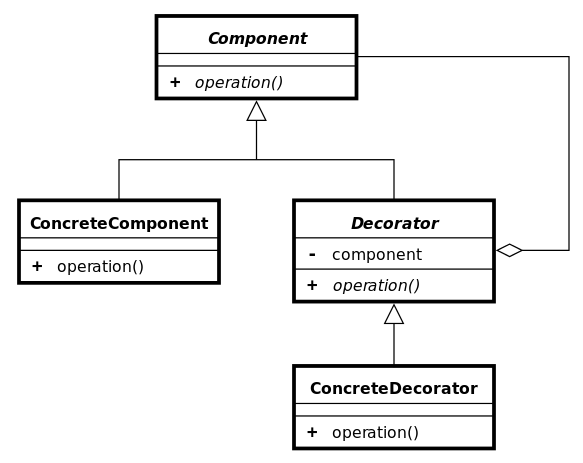 Component
+ operation()
ConcreteComponent
+ operation()
Decorator
- component
+ operation()
ConcreteDecorator
+ operation()